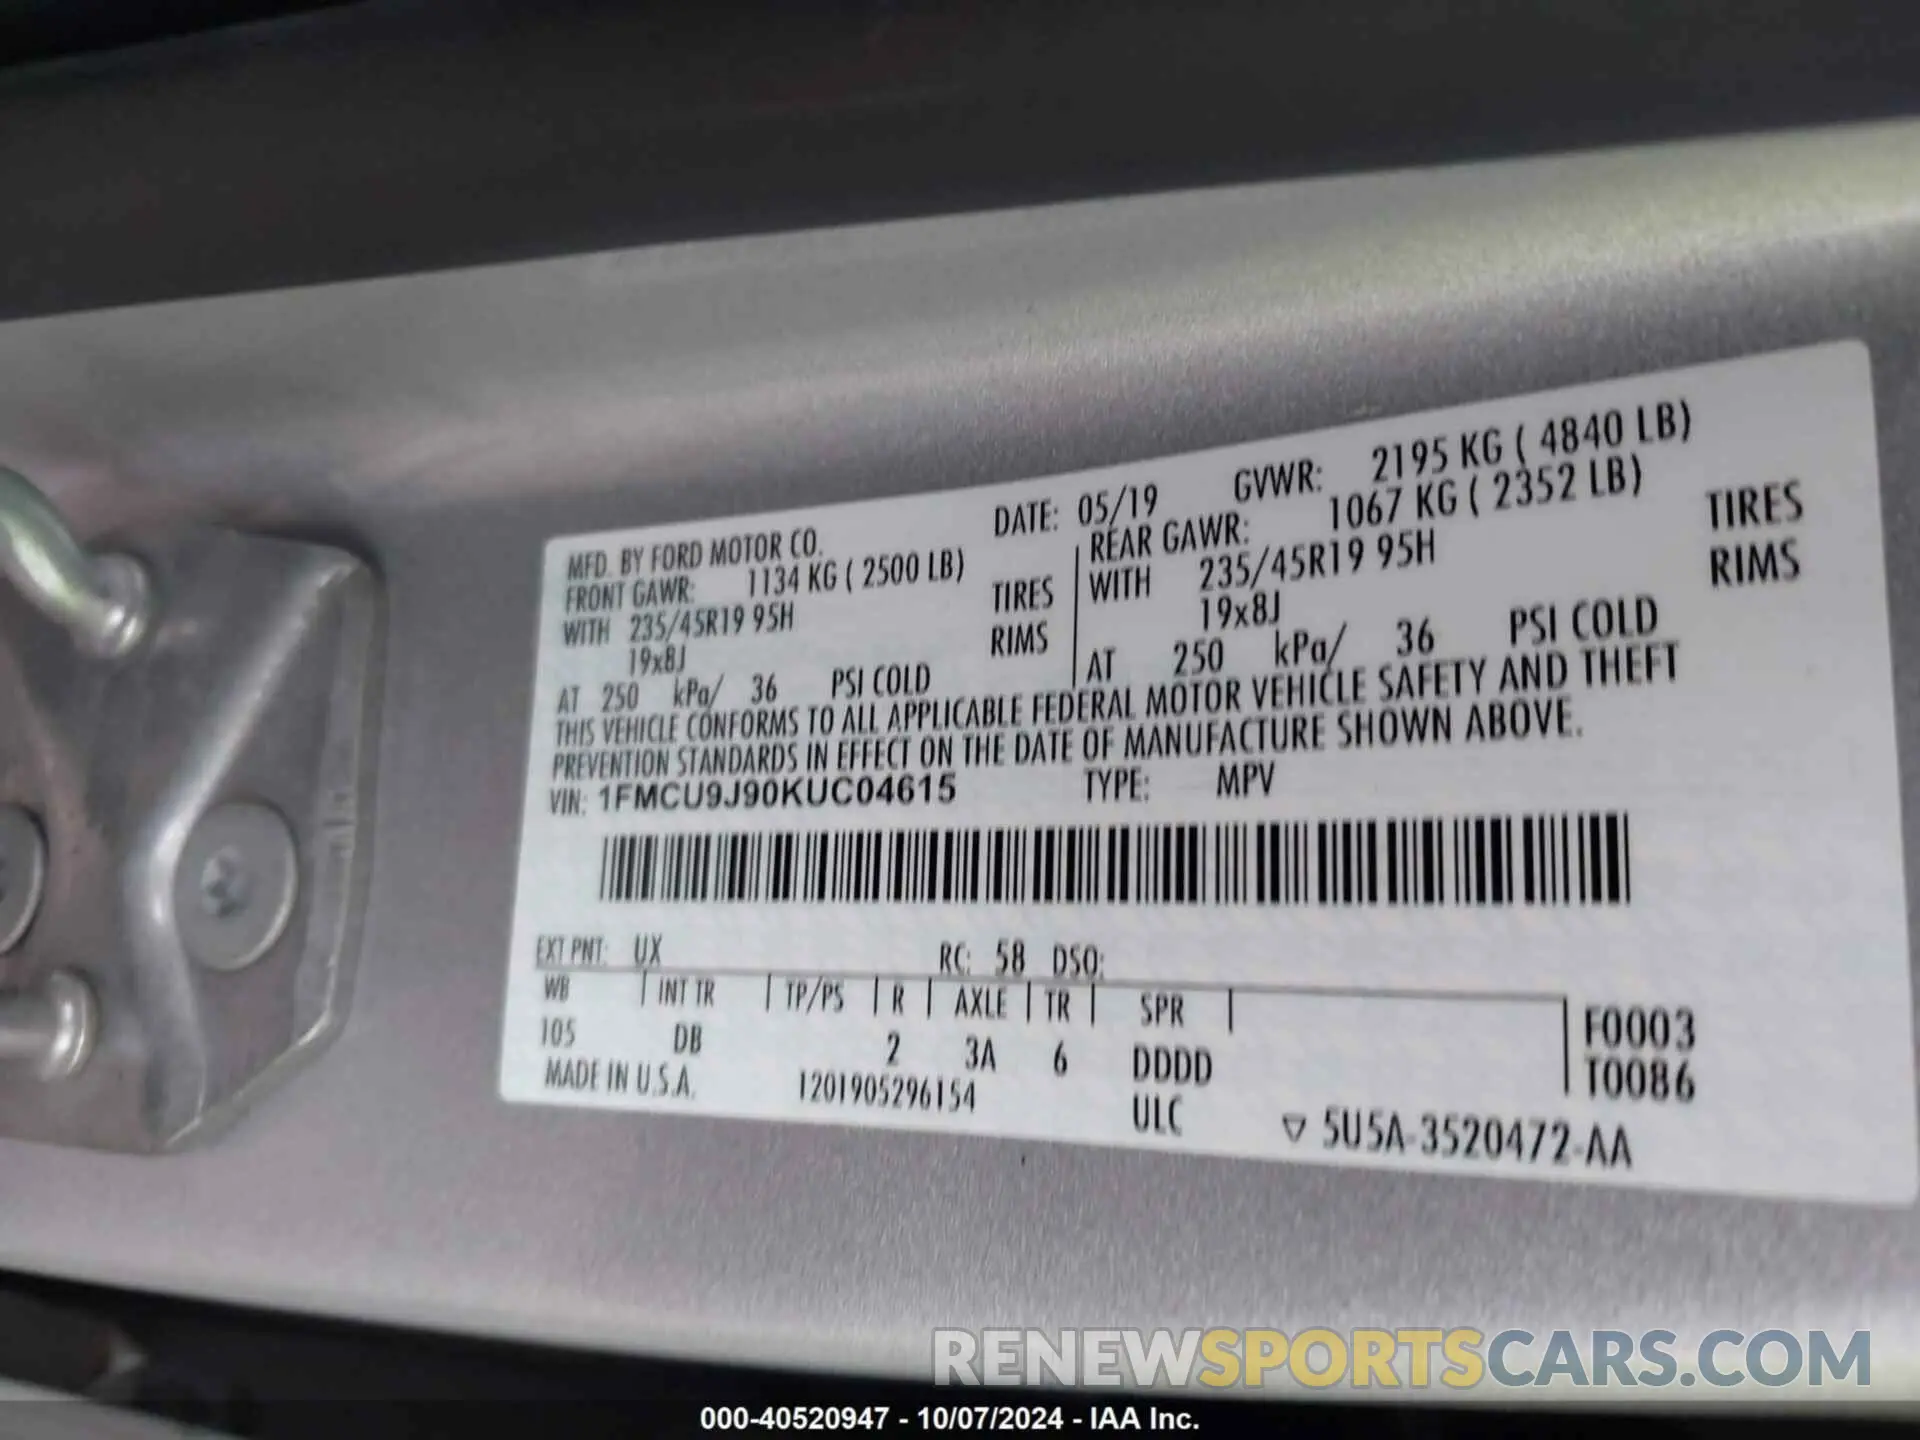 MFD. BY FORD MOTOR CO. DATE: 05/19 GVWR: 2195 KG ( 4840 LB)
FRONT GAWR: 1134 KG ( 2500 LB) REAR GAWR: 1067 KG ( 2352 LB)
WITH 235/45R19 95H TIRES WITH 235/45R19 95H TIRES
19x8J RIMS 19x8J RIMS
AT 250 kPa/ 36 PSI COLD AT 250 kPa/ 36 PSI COLD
THIS VEHICLE CONFORMS TO ALL APPLICABLE FEDERAL MOTOR VEHICLE SAFETY AND THEFT
PREVENTION STANDARDS IN EFFECT ON THE DATE OF MANUFACTURE SHOWN ABOVE.
VIN: 1FMCU9J90KUC04615 TYPE: MPV
EXT PNT: UX RC: 58 DSO:
WB INT TR TP/PS R AXLE TR SPR F0003
105 DB 2 3A 6 DDDD T0086
MADE IN U.S.A. 1201905296154 ULC ▽ 5U5A-3520472-AA
RENEWSPORTSCARS.COM
000-40520947 - 10/07/2024 - IAA Inc.